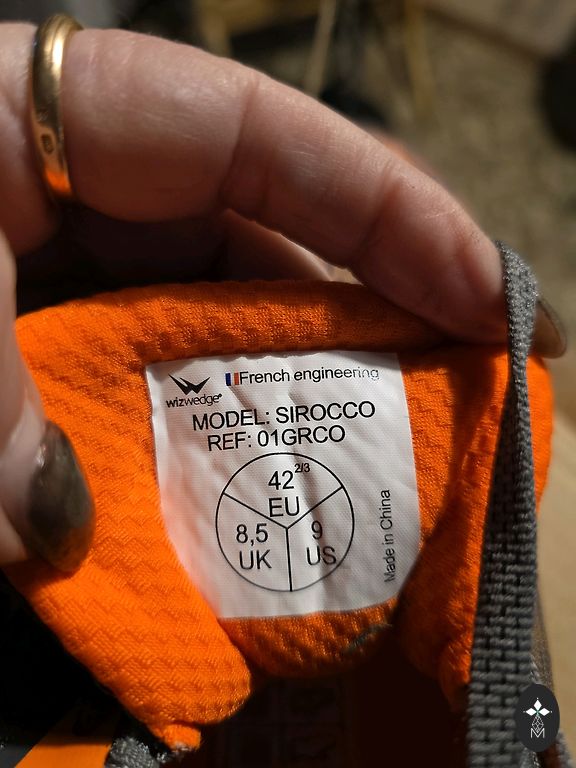 French engineering
wizwedge®
MODEL: SIROCCO
REF: 01GRCO
42 2/3
EU
8,5
UK
9
US
Made in China
M